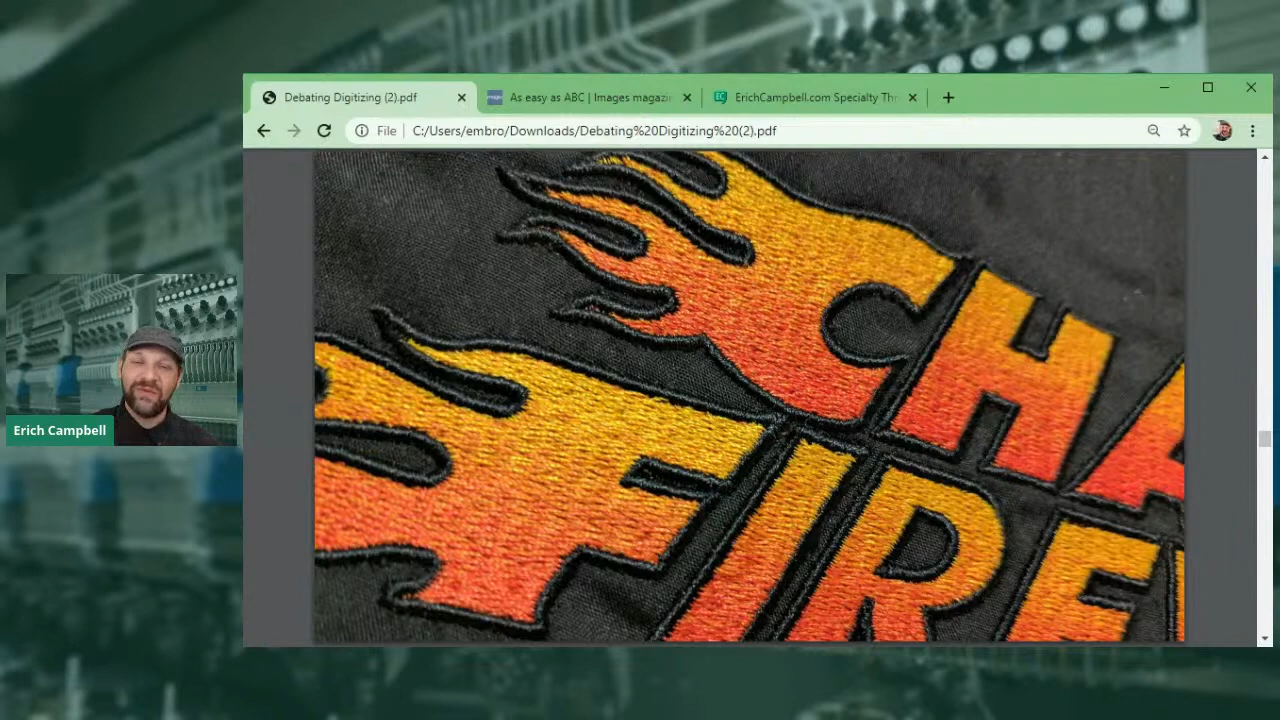 Debating Digitizing (2).pdf
As easy as ABC | Images magazi
ErichCampbell.com Specialty Thr
File
C:/Users/embro/Downloads/Debating%20Digitizing%20(2).pdf
CHA
FIRE
Erich Campbell